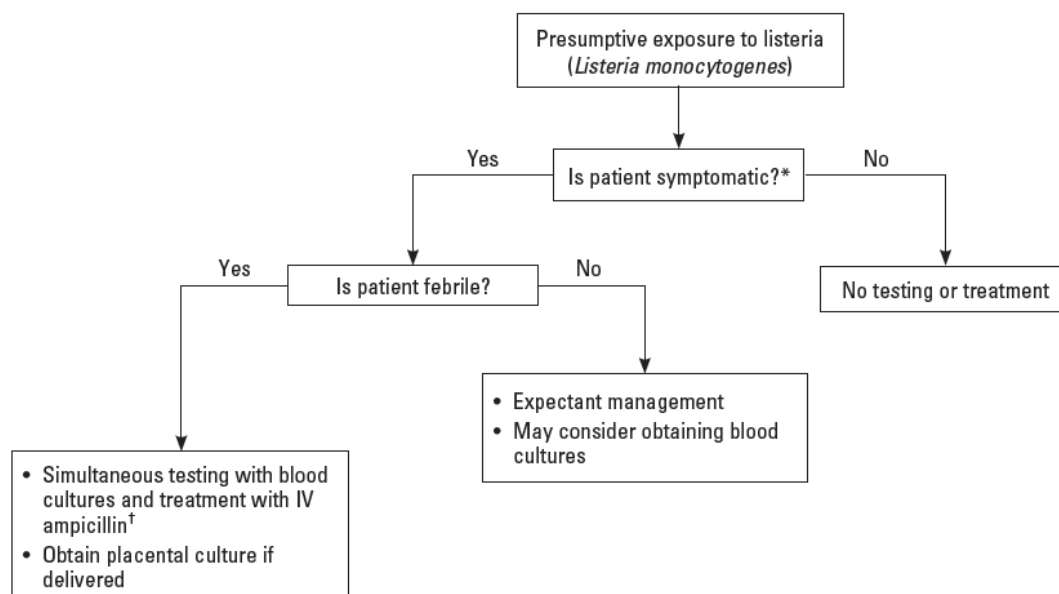 Presumptive exposure to listeria
(Listeria monocytogenes)
Yes
Is patient symptomatic?*
No
Yes
Is patient febrile?
No
No testing or treatment
• Expectant management
• May consider obtaining blood
cultures
• Simultaneous testing with blood
cultures and treatment with IV
ampicillin†
• Obtain placental culture if
delivered